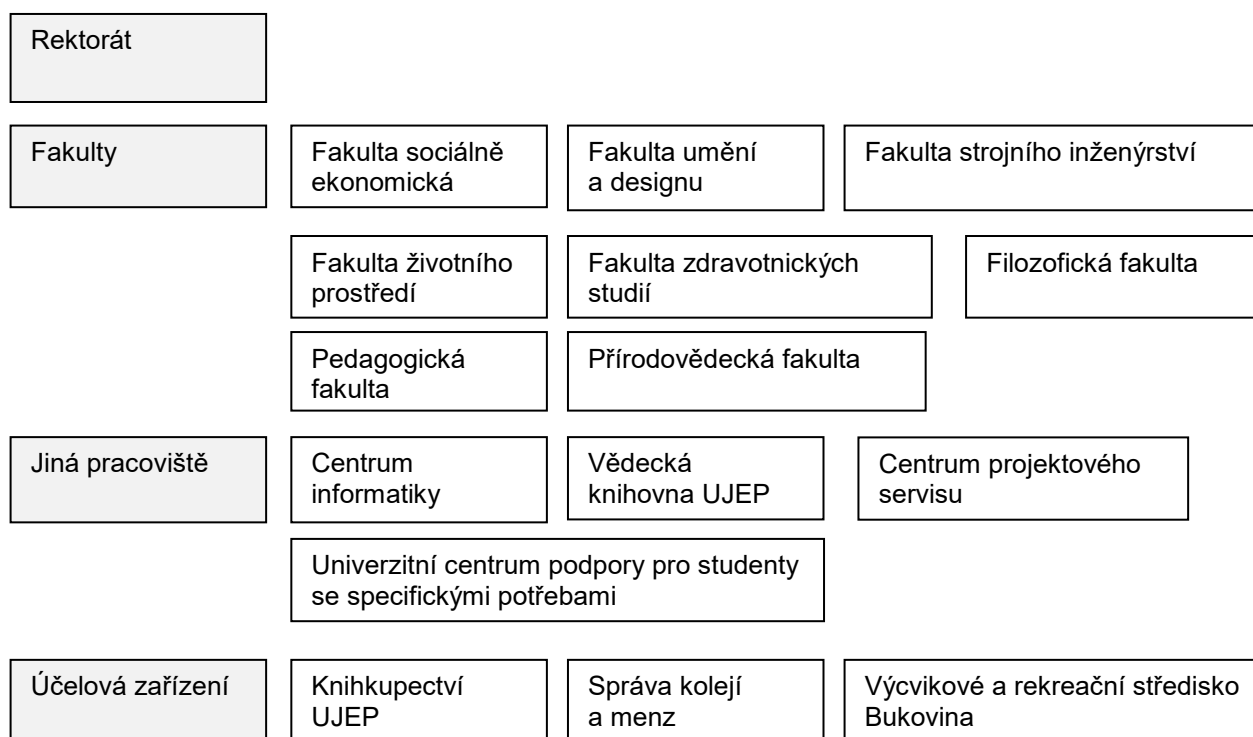 Rektorát
Fakulty
Fakulta sociálně
ekonomická
Fakulta umění
a designu
Fakulta strojního inženýrství
Fakulta životního
prostředí
Fakulta zdravotnických
studií
Filozofická fakulta
Pedagogická
fakulta
Přírodovědecká fakulta
Jiná pracoviště
Centrum
informatiky
Vědecká
knihovna UJEP
Centrum projektového
servisu
Univerzitní centrum podpory pro studenty
se specifickými potřebami
Účelová zařízení
Knihkupectví
UJEP
Správa kolejí
a menz
Výcvikové a rekreační středisko
Bukovina